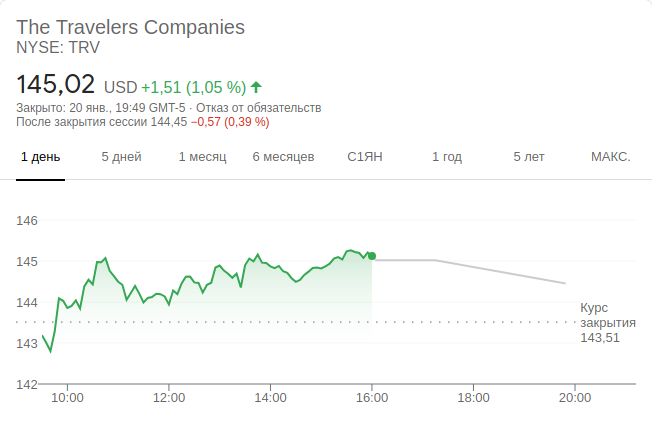 The Travelers Companies
NYSE: TRV
145,02 USD +1,51 (1,05 %)
Закрыто: 20 янв., 19:49 GMT-5 · Отказ от обязательств
После закрытия сессии 144,45 −0,57 (0,39 %)
1 день 5 дней 1 месяц 6 месяцев С1ЯН 1 год 5 лет МАКС.
146
145
144
Курс
закрытия
143,51
143
142
10:00 12:00 14:00 16:00 18:00 20:00